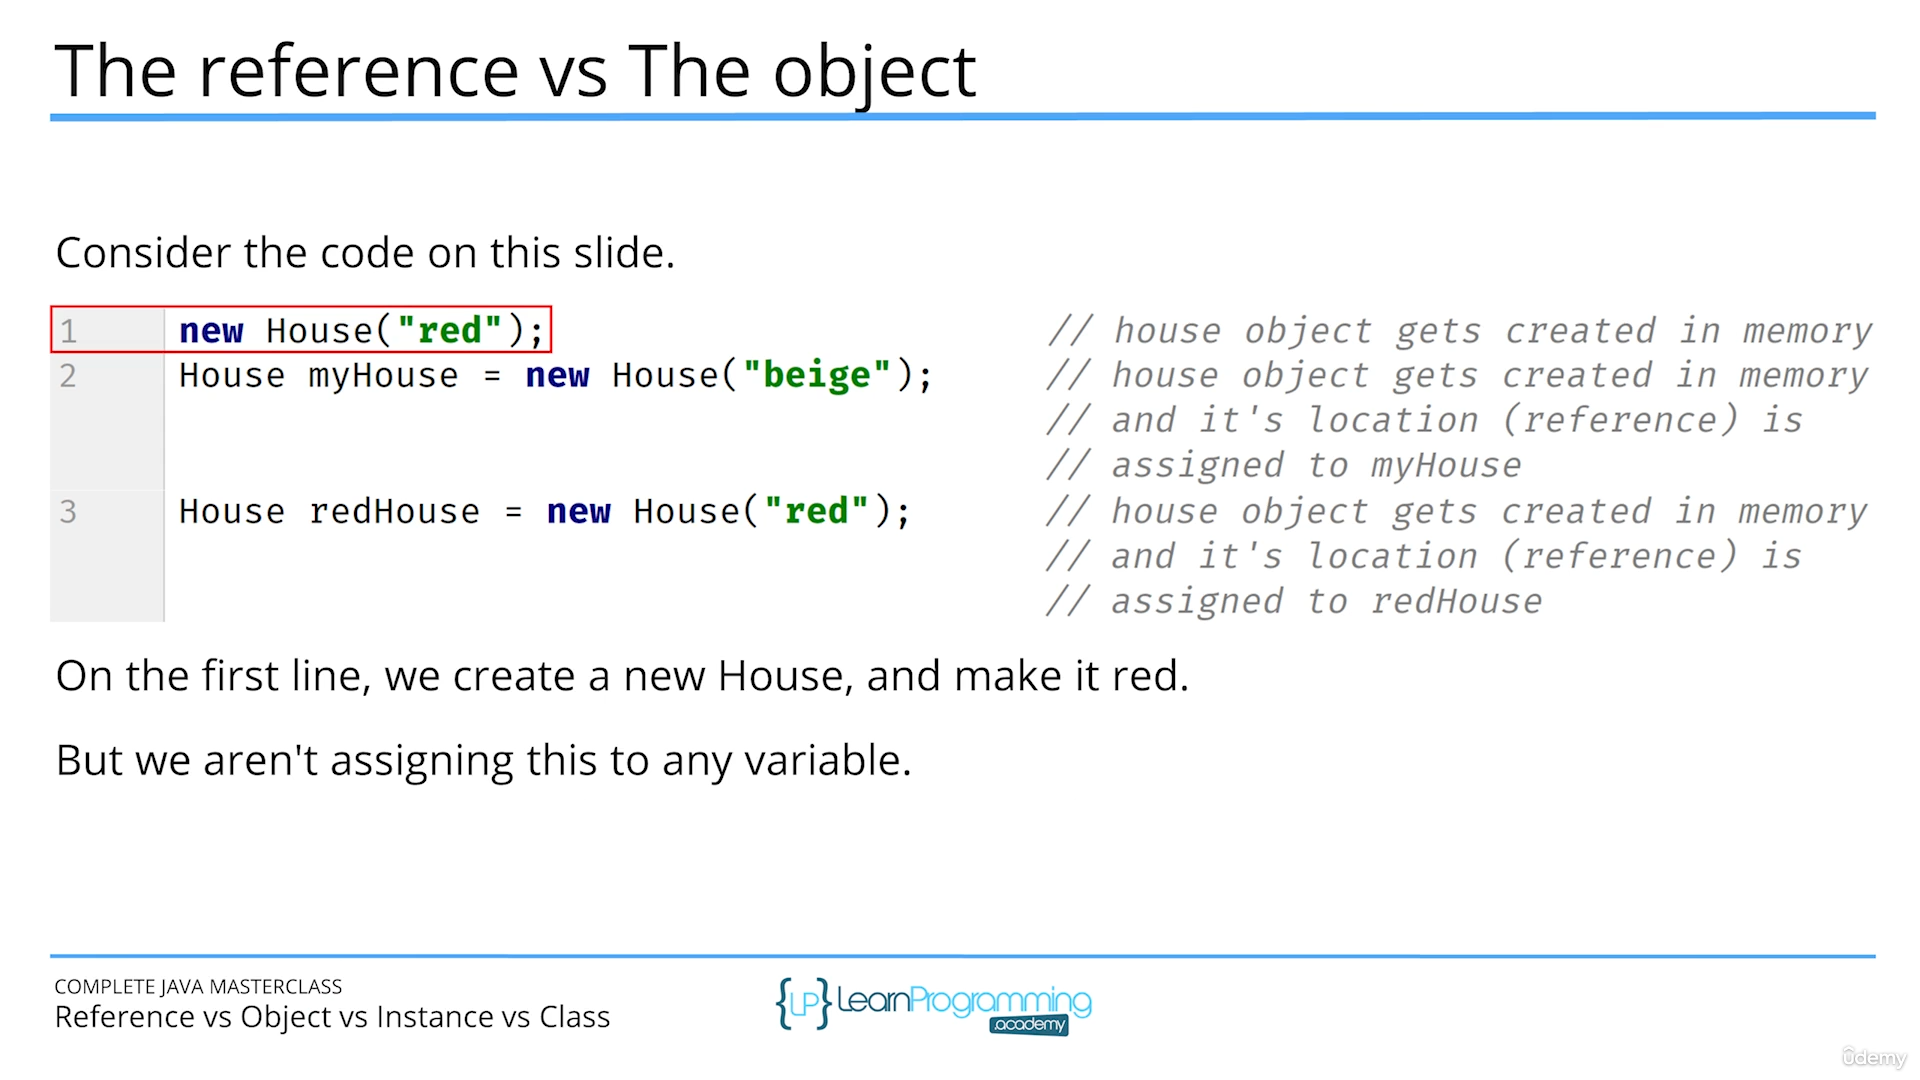 The reference vs The object
Consider the code on this slide.
1 new House("red"); // house object gets created in memory
2 House myHouse = new House("beige"); // house object gets created in memory
// and it's location (reference) is
// assigned to myHouse
3 House redHouse = new House("red"); // house object gets created in memory
// and it's location (reference) is
// assigned to redHouse
On the first line, we create a new House, and make it red.
But we aren't assigning this to any variable.
COMPLETE JAVA MASTERCLASS
Reference vs Object vs Instance vs Class
{LP} LearnProgramming
.academy
ûdemy